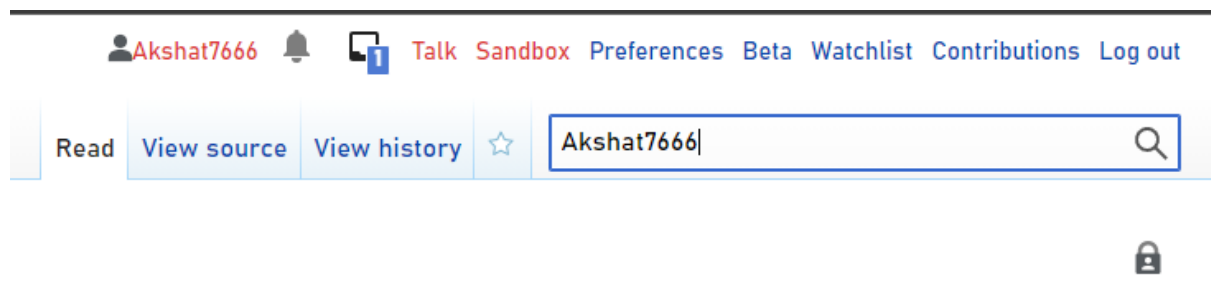 Akshat7666 1 Talk Sandbox Preferences Beta Watchlist Contributions Log out
Read View source View history Akshat7666